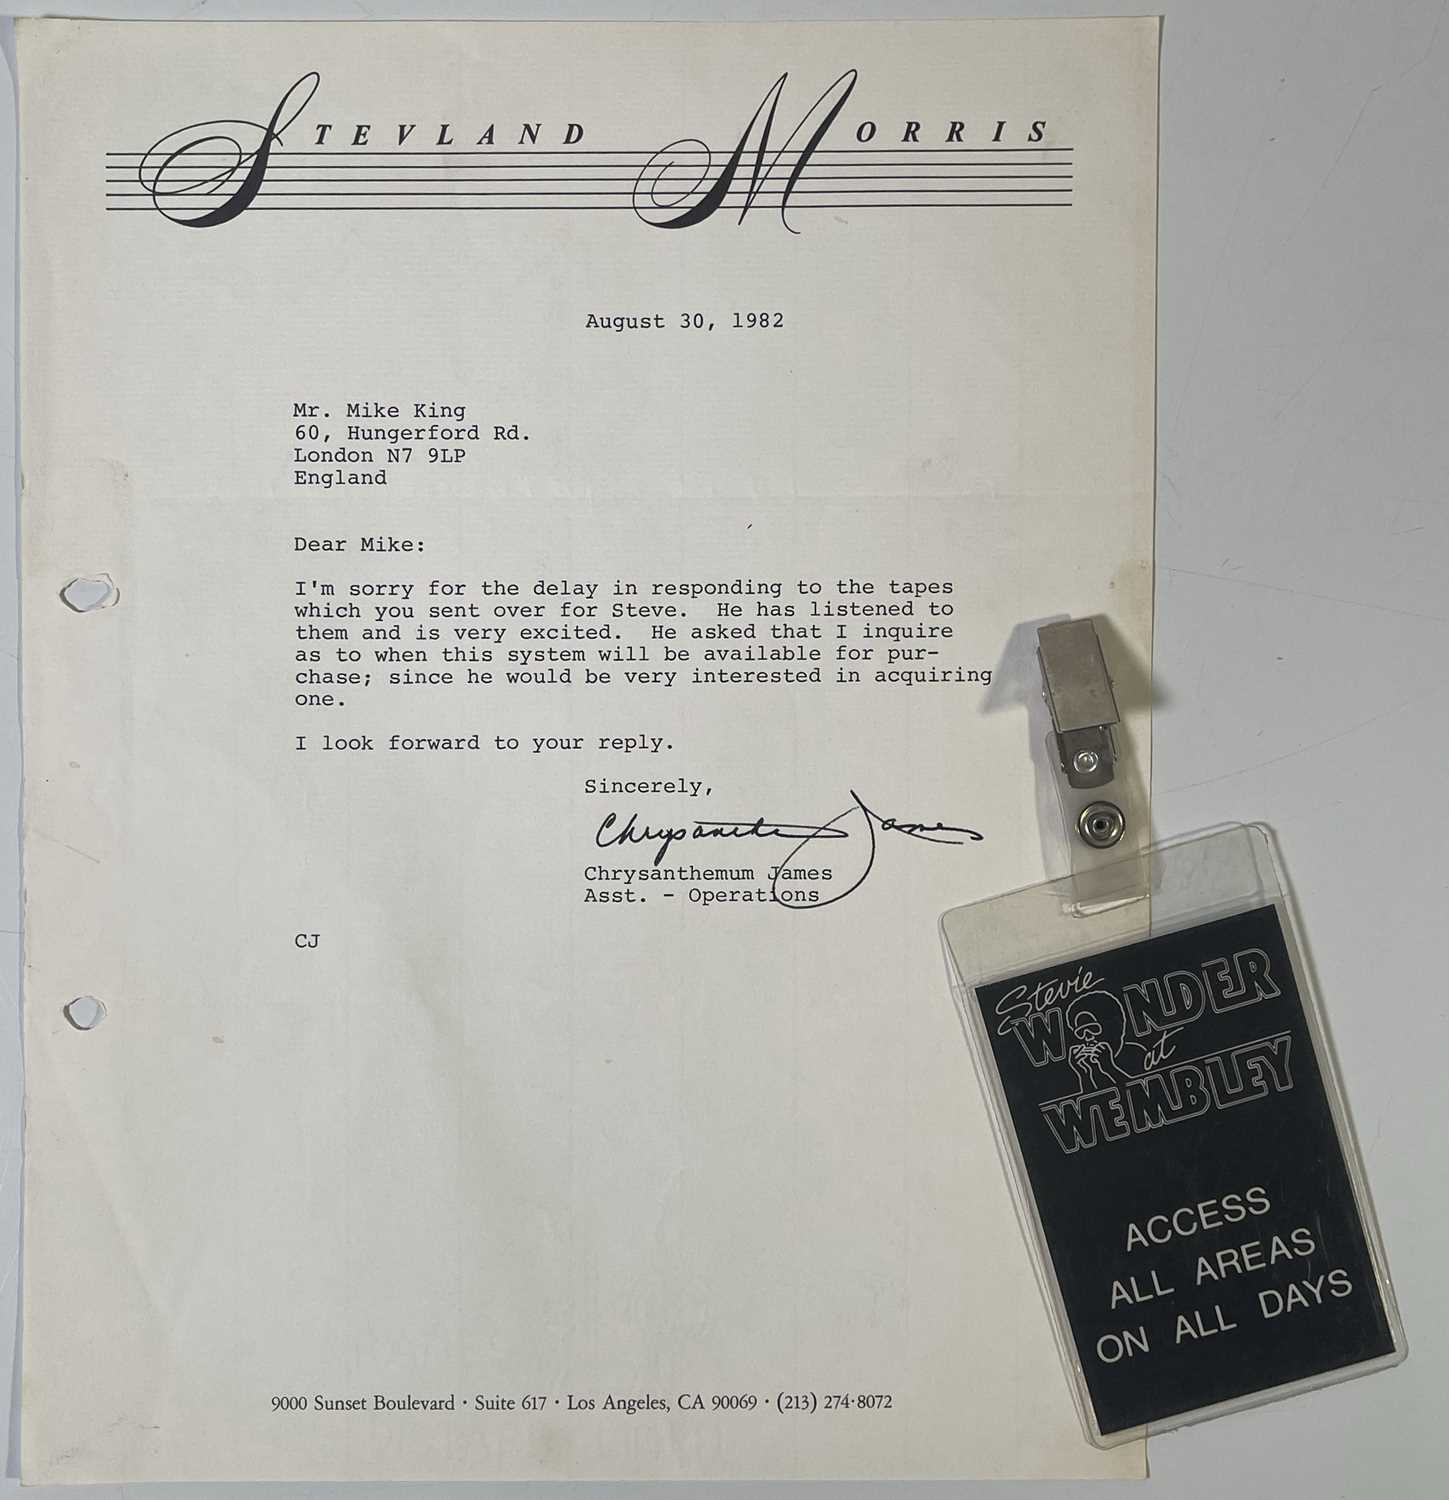 STEVLAND MORRIS
August 30, 1982
Mr. Mike King
60, Hungerford Rd.
London N7 9LP
England
Dear Mike:
I'm sorry for the delay in responding to the tapes
which you sent over for Steve.  He has listened to
them and is very excited.  He asked that I inquire
as to when this system will be available for pur-
chase; since he would be very interested in acquiring
one.
I look forward to your reply.
Sincerely,
Chrysanthemum James
Chrysanthemum James
Asst. - Operations
CJ
9000 Sunset Boulevard · Suite 617 · Los Angeles, CA 90069 · (213) 274·8072
Stevie
WONDER
at
WEMBLEY
ACCESS
ALL AREAS
ON ALL DAYS